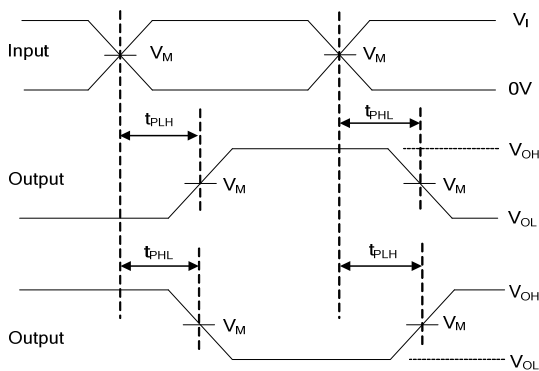 V_I
Input
V_M
V_M
0V
t_PLH
t_PHL
V_OH
Output
V_M
V_M
V_OL
t_PHL
t_PLH
V_OH
V_M
V_M
Output
V_OL